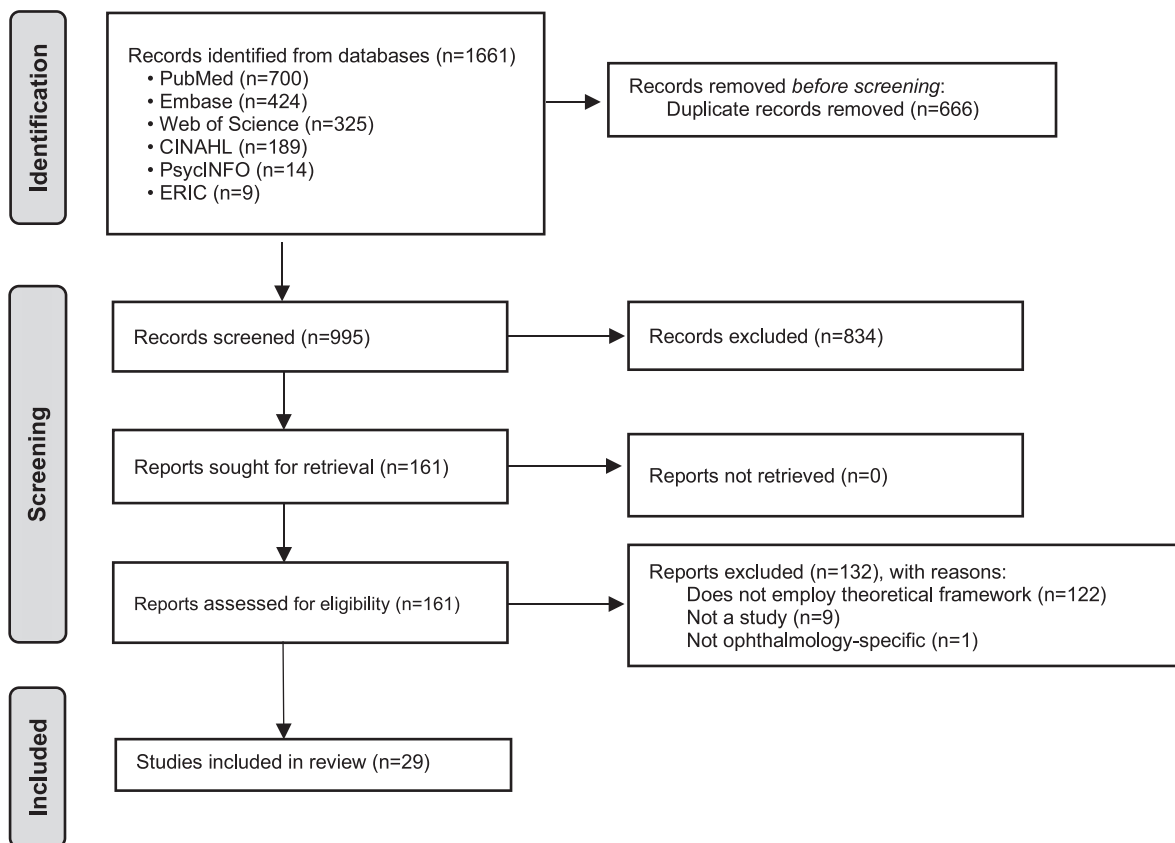 Identification
Records identified from databases (n=1661)
• PubMed (n=700)
• Embase (n=424)
• Web of Science (n=325)
• CINAHL (n=189)
• PsycINFO (n=14)
• ERIC (n=9)
Records removed before screening:
Duplicate records removed (n=666)
Screening
Records screened (n=995)
Records excluded (n=834)
Reports sought for retrieval (n=161)
Reports not retrieved (n=0)
Reports assessed for eligibility (n=161)
Reports excluded (n=132), with reasons:
Does not employ theoretical framework (n=122)
Not a study (n=9)
Not ophthalmology-specific (n=1)
Included
Studies included in review (n=29)